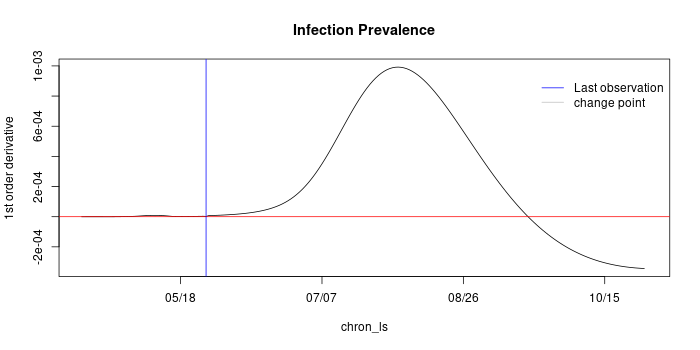 Infection Prevalence
1st order derivative
1e-03
6e-04
2e-04
-2e-04
Last observation
change point
05/18
07/07
08/26
10/15
chron_ls